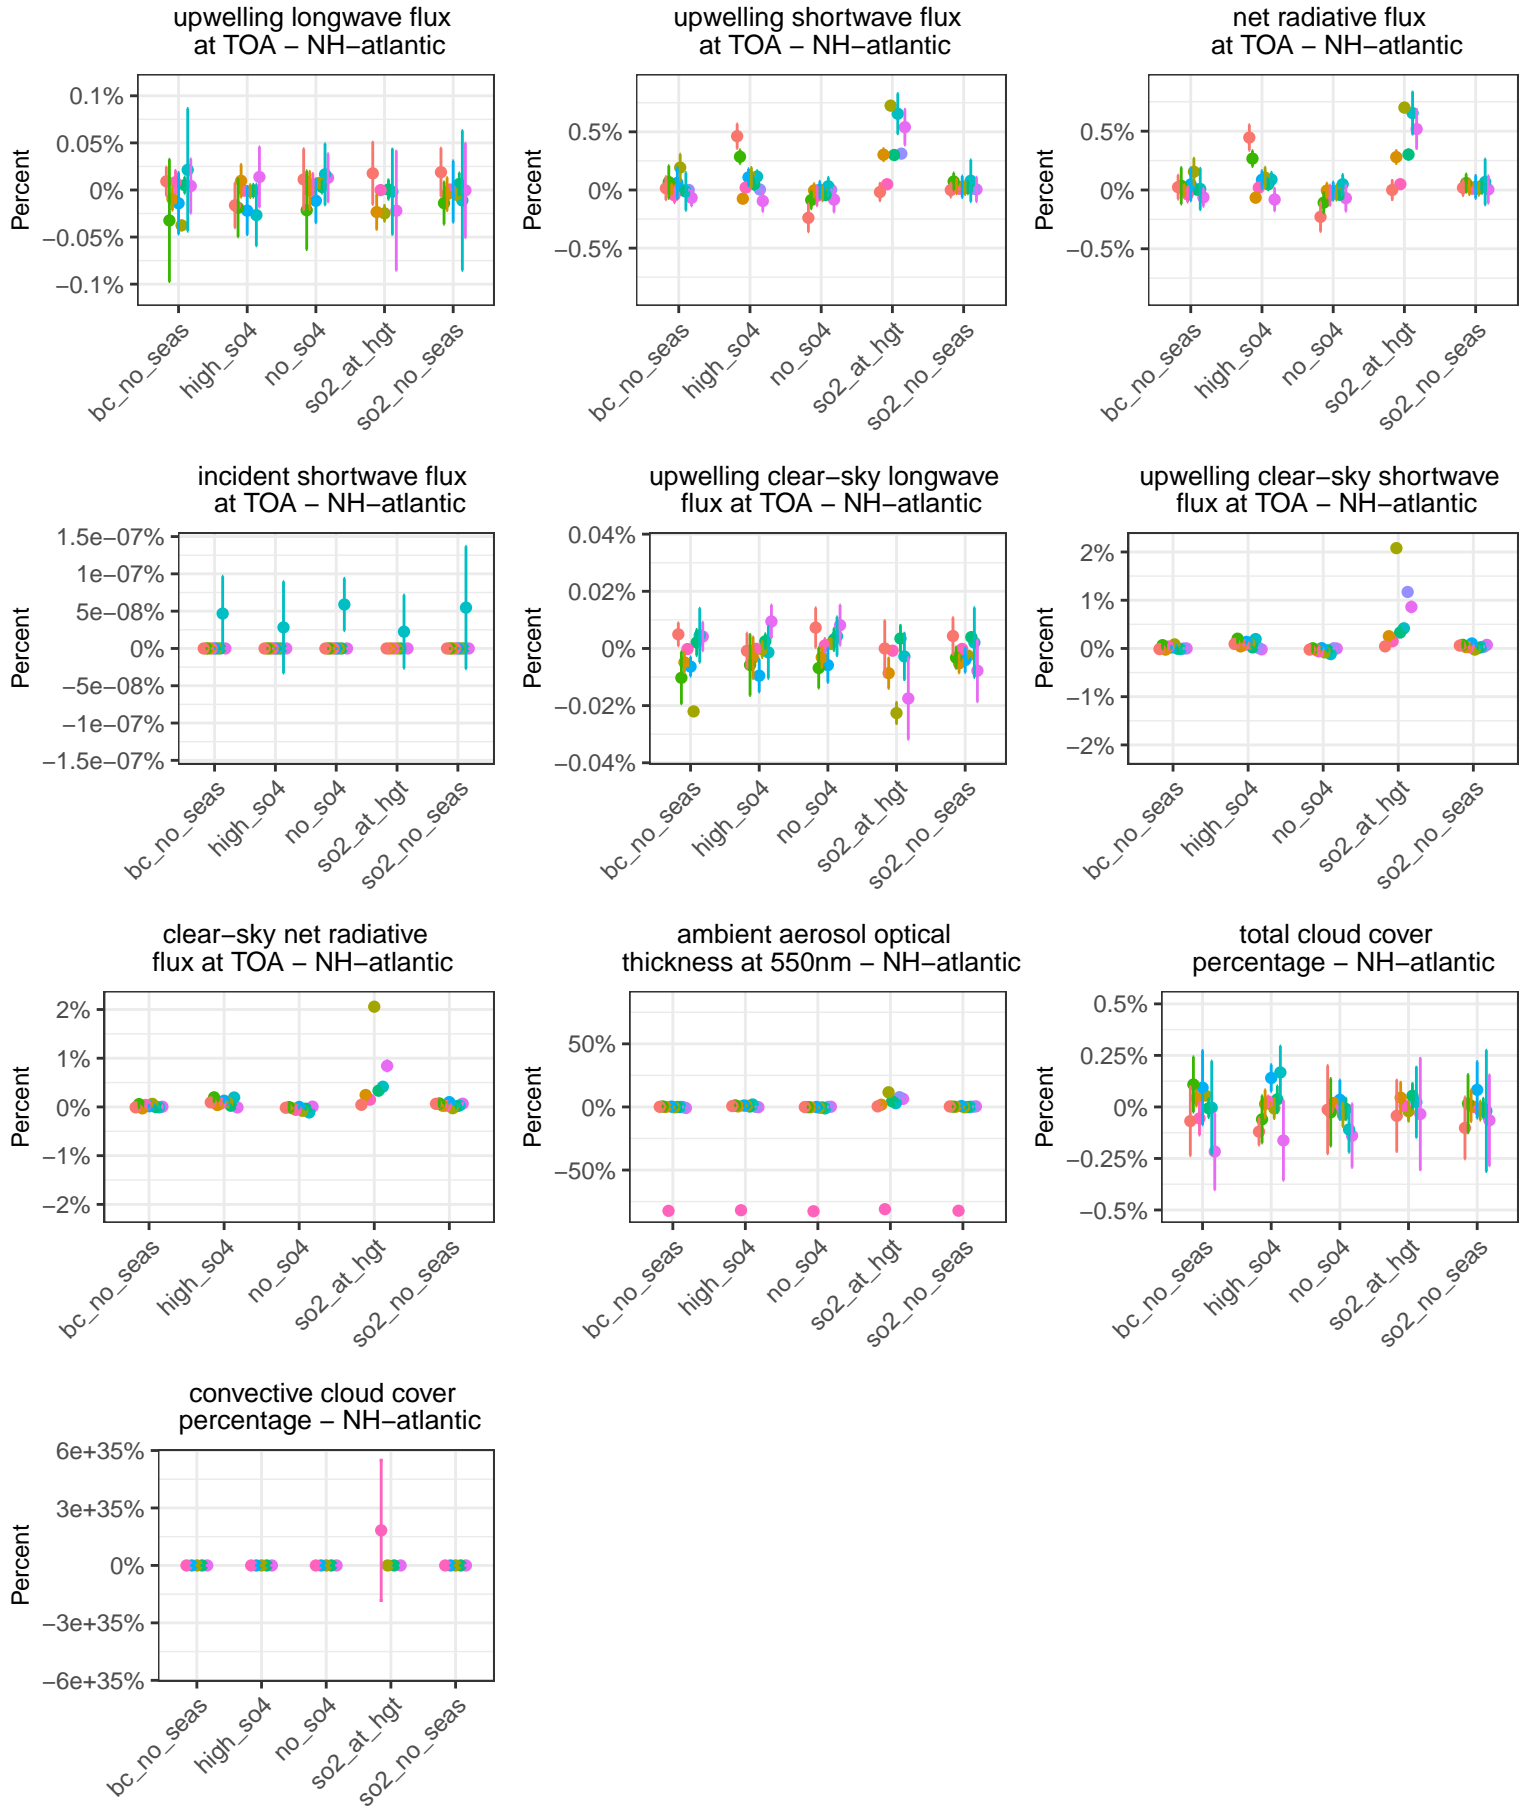 upwelling longwave flux
at TOA − NH−atlantic
Percent
0.1%
0.05%
0%
−0.05%
−0.1%
bc_no_seas
high_so4
no_so4
so2_at_hgt
so2_no_seas
upwelling shortwave flux
at TOA − NH−atlantic
Percent
0.5%
0%
−0.5%
bc_no_seas
high_so4
no_so4
so2_at_hgt
so2_no_seas
net radiative flux
at TOA − NH−atlantic
Percent
0.5%
0%
−0.5%
bc_no_seas
high_so4
no_so4
so2_at_hgt
so2_no_seas
incident shortwave flux
at TOA − NH−atlantic
Percent
1.5e−07%
1e−07%
5e−08%
0%
−5e−08%
−1e−07%
−1.5e−07%
bc_no_seas
high_so4
no_so4
so2_at_hgt
so2_no_seas
upwelling clear−sky longwave
flux at TOA − NH−atlantic
Percent
0.04%
0.02%
0%
−0.02%
−0.04%
bc_no_seas
high_so4
no_so4
so2_at_hgt
so2_no_seas
upwelling clear−sky shortwave
flux at TOA − NH−atlantic
Percent
2%
1%
0%
−1%
−2%
bc_no_seas
high_so4
no_so4
so2_at_hgt
so2_no_seas
clear−sky net radiative
flux at TOA − NH−atlantic
Percent
2%
1%
0%
−1%
−2%
bc_no_seas
high_so4
no_so4
so2_at_hgt
so2_no_seas
ambient aerosol optical
thickness at 550nm − NH−atlantic
Percent
50%
0%
−50%
bc_no_seas
high_so4
no_so4
so2_at_hgt
so2_no_seas
total cloud cover
percentage − NH−atlantic
Percent
0.5%
0.25%
0%
−0.25%
−0.5%
bc_no_seas
high_so4
no_so4
so2_at_hgt
so2_no_seas
convective cloud cover
percentage − NH−atlantic
Percent
6e+35%
3e+35%
0%
−3e+35%
−6e+35%
bc_no_seas
high_so4
no_so4
so2_at_hgt
so2_no_seas